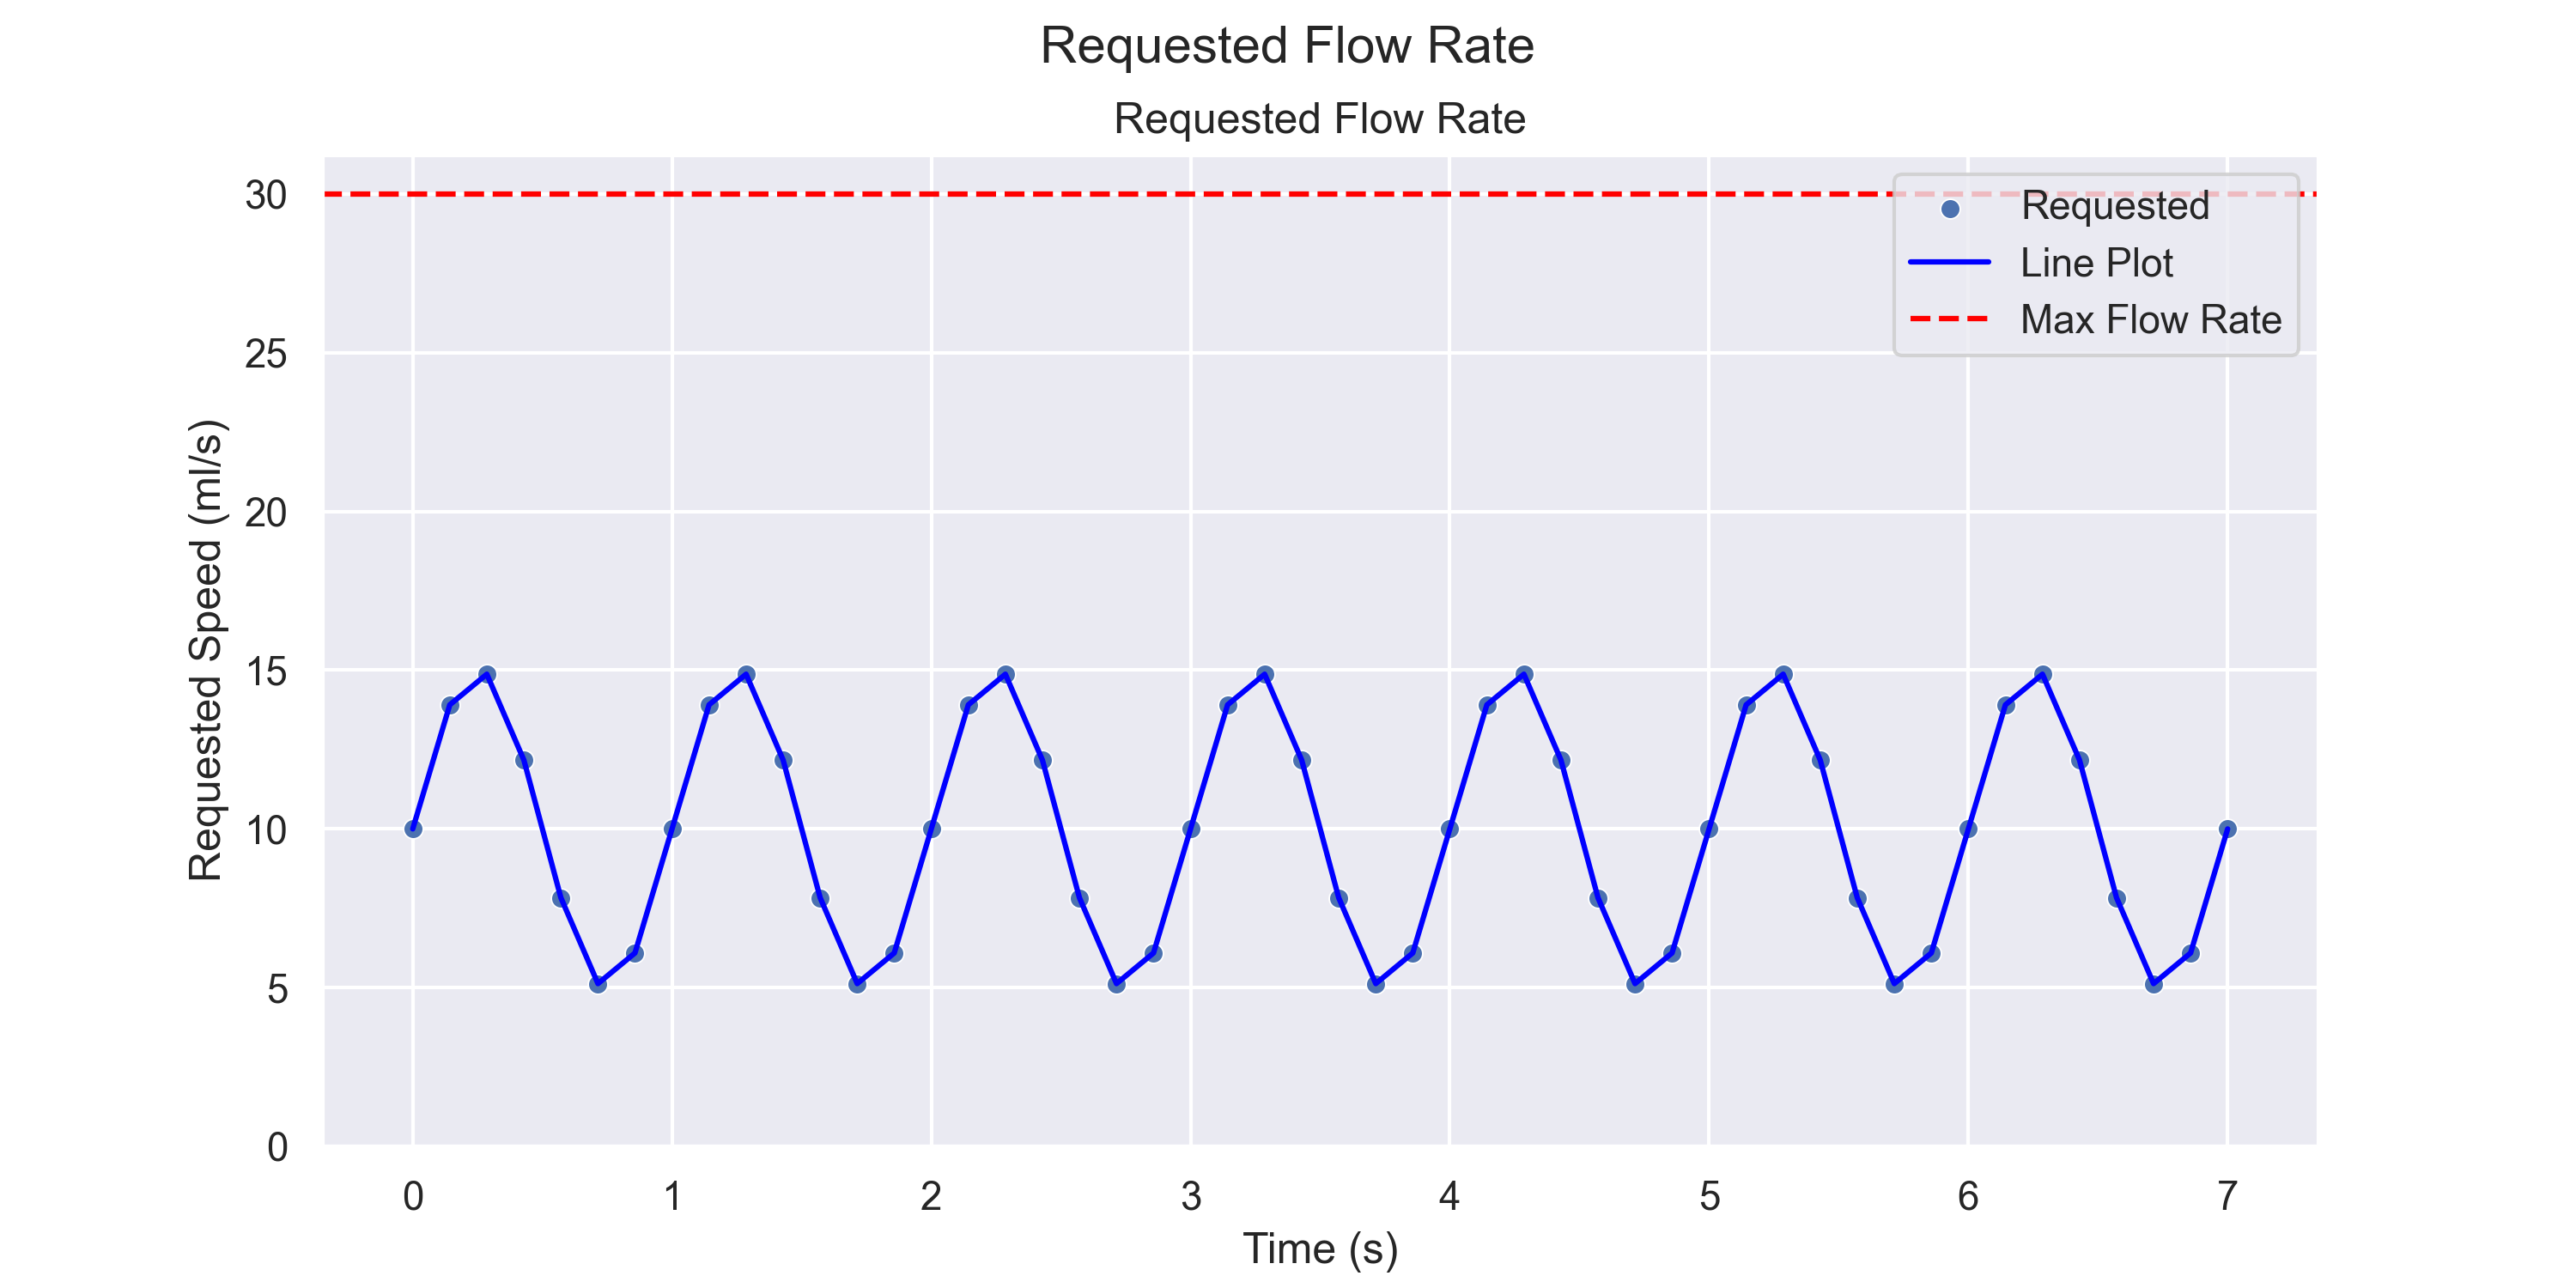 Requested Flow Rate
Requested Flow Rate
Requested
Line Plot
Max Flow Rate
Requested Speed (ml/s)
30
25
20
15
10
5
0
0 1 2 3 4 5 6 7
Time (s)